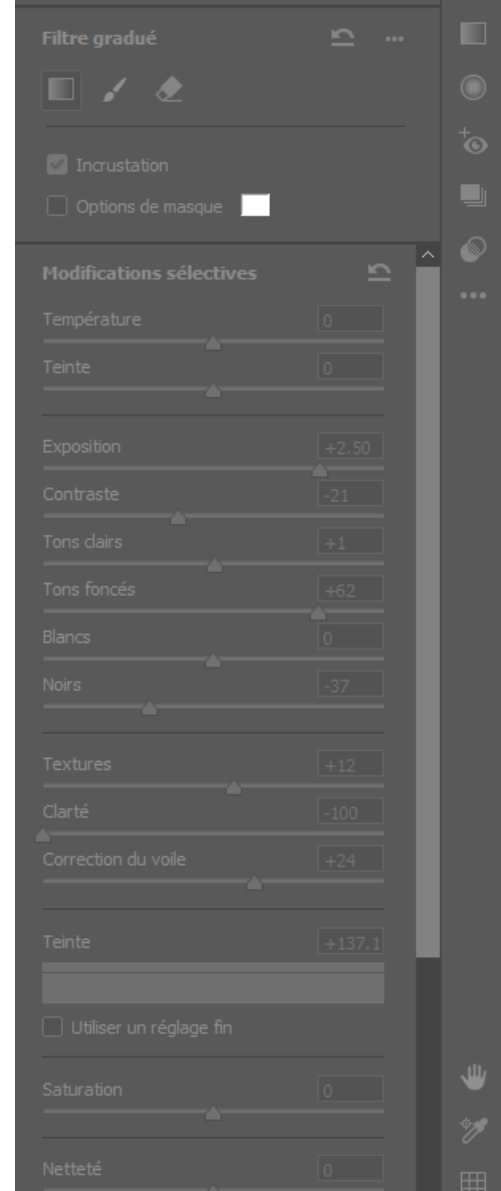 Filtre gradué
Incrustation
Options de masque
Modifications sélectives
Température 0
Teinte 0
Exposition +2.50
Contraste -21
Tons clairs +1
Tons foncés +62
Blancs 0
Noirs -37
Textures +12
Clarté -100
Correction du voile +24
Teinte +137.1
Utiliser un réglage fin
Saturation 0
Netteté 0